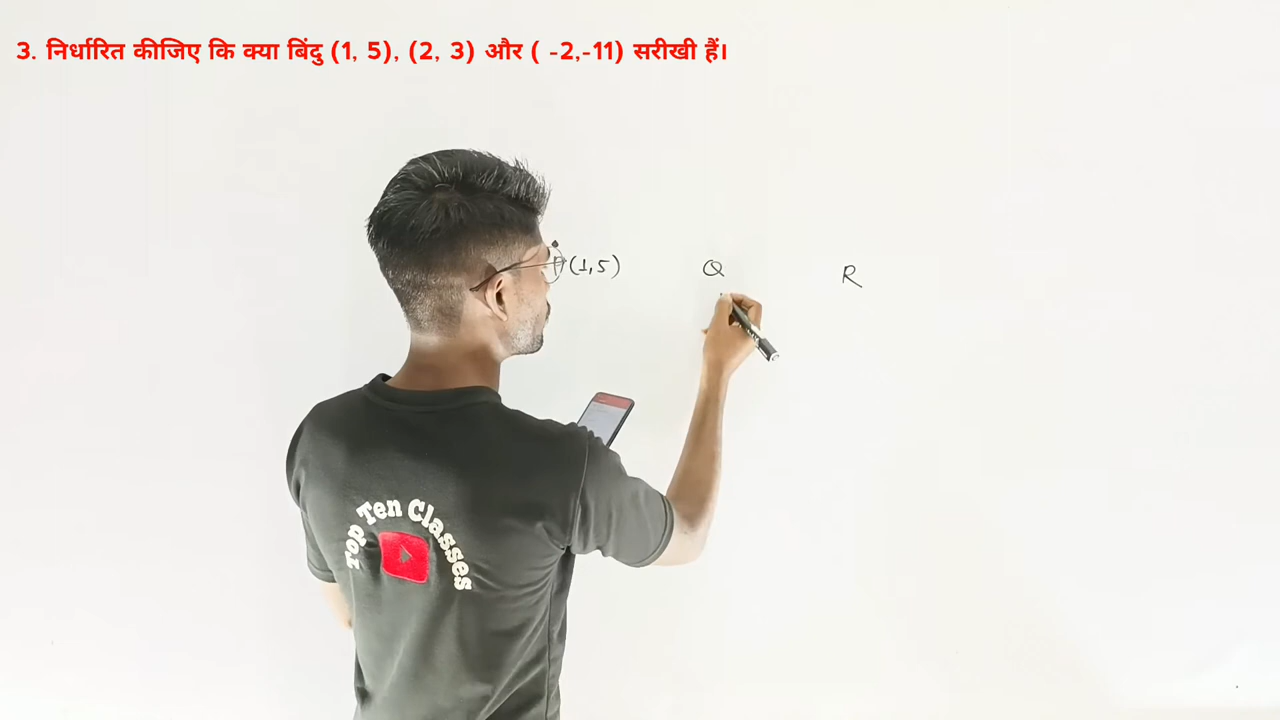 3. निर्धारित कीजिए कि क्या बिंदु (1, 5), (2, 3) और ( -2,-11) सरीखी हैं।
P(1,5) Q R
Top Ten Classes